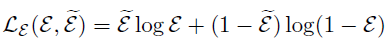 ℒ_ℰ(ℰ, ℰ̃) = ℰ̃ log ℰ + (1 − ℰ̃) log(1 − ℰ)